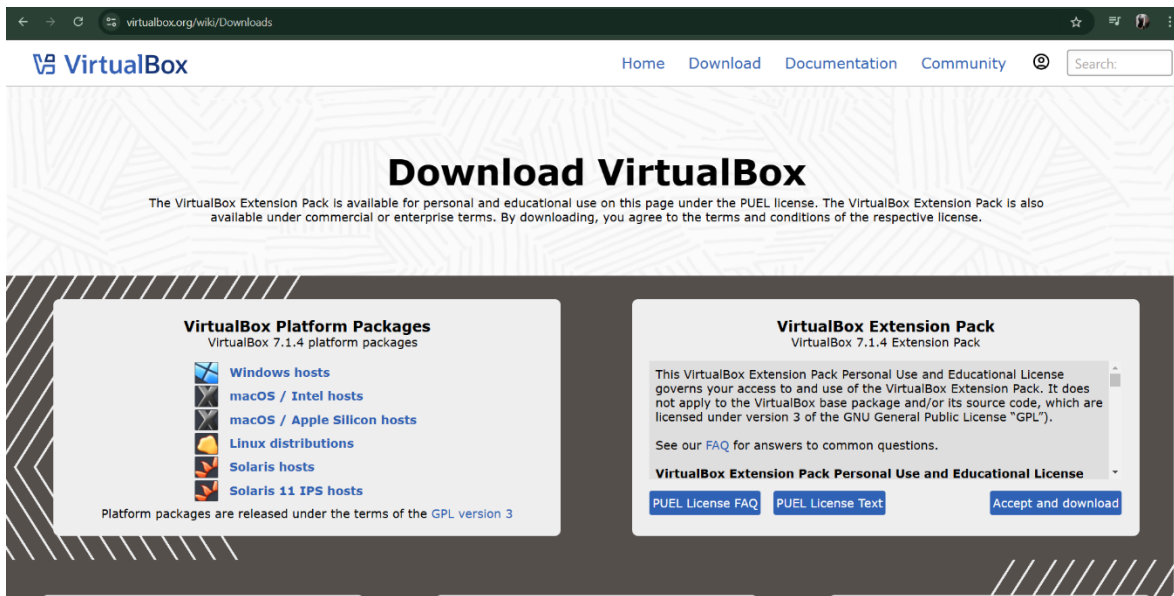 virtualbox.org/wiki/Downloads
VirtualBox
Home Download Documentation Community Search:
Download VirtualBox
The VirtualBox Extension Pack is available for personal and educational use on this page under the PUEL license. The VirtualBox Extension Pack is also
available under commercial or enterprise terms. By downloading, you agree to the terms and conditions of the respective license.
VirtualBox Platform Packages
VirtualBox 7.1.4 platform packages
Windows hosts
macOS / Intel hosts
macOS / Apple Silicon hosts
Linux distributions
Solaris hosts
Solaris 11 IPS hosts
Platform packages are released under the terms of the GPL version 3
VirtualBox Extension Pack
VirtualBox 7.1.4 Extension Pack
This VirtualBox Extension Pack Personal Use and Educational License
governs your access to and use of the VirtualBox Extension Pack. It does
not apply to the VirtualBox base package and/or its source code, which are
licensed under version 3 of the GNU General Public License “GPL”).
See our FAQ for answers to common questions.
VirtualBox Extension Pack Personal Use and Educational License
PUEL License FAQ PUEL License Text Accept and download